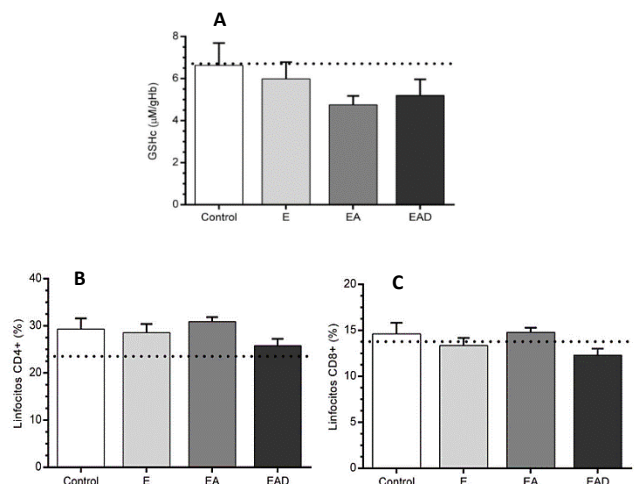 A
8
6
4
2
0
GSHc (µM/gHb)
Control E EA EAD
B
40
30
20
10
0
Linfocitos CD4+ (%)
Control E EA EAD
C
20
15
10
5
0
Linfocitos CD8+ (%)
Control E EA EAD